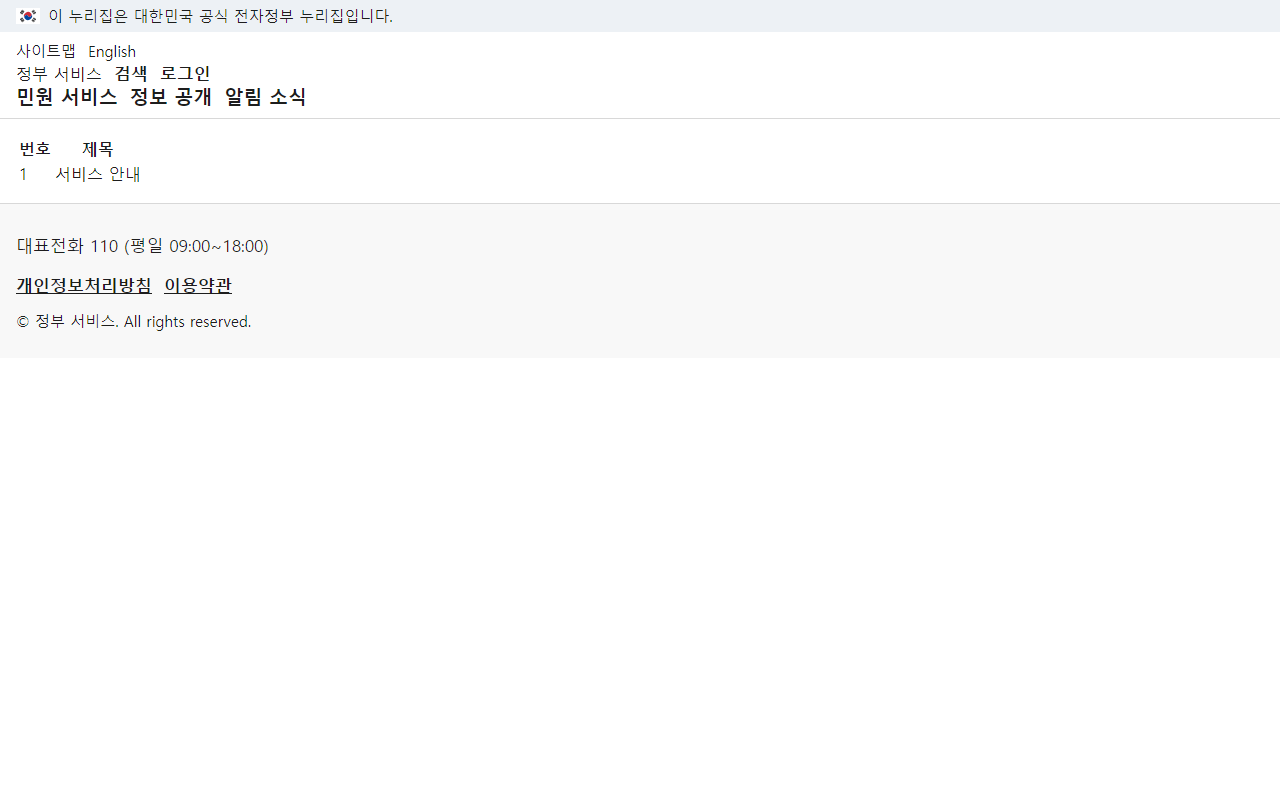 이 누리집은 대한민국 공식 전자정부 누리집입니다.
사이트맵 English
정부 서비스 검색 로그인
민원 서비스 정보 공개 알림 소식
번호 제목
1 서비스 안내
대표전화 110 (평일 09:00~18:00)
개인정보처리방침 이용약관
© 정부 서비스. All rights reserved.